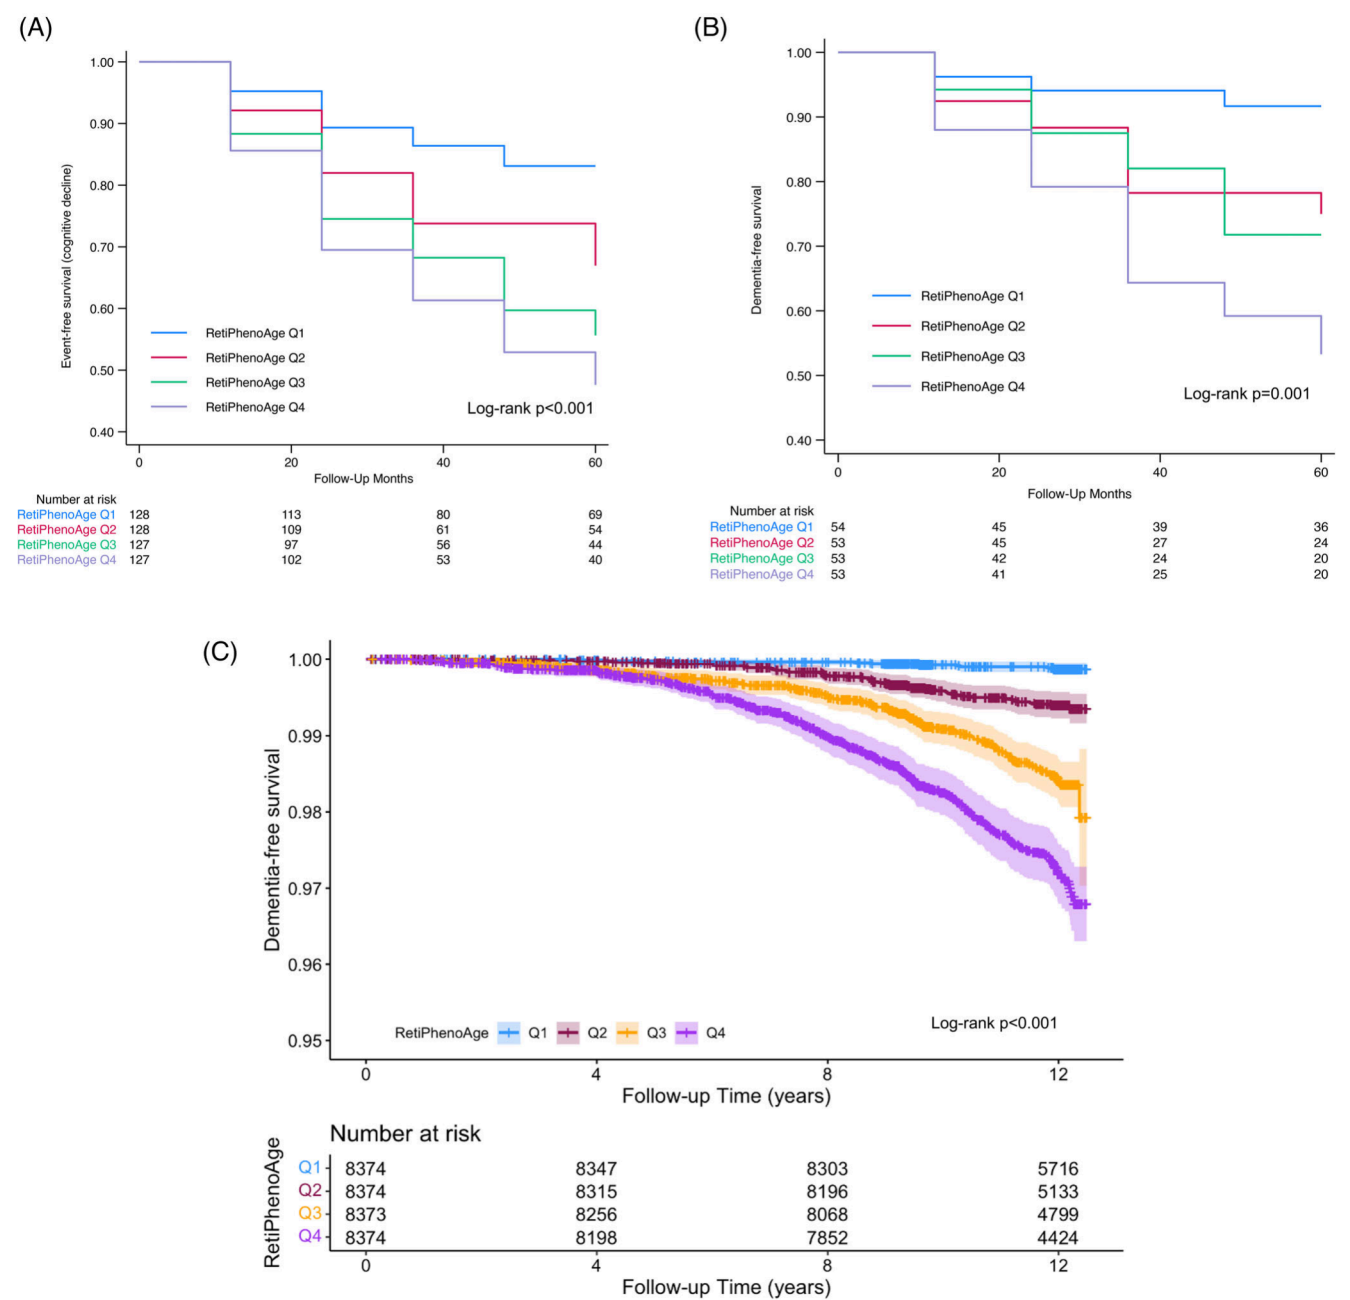 (A)
1.00
0.90
0.80
0.70
0.60
0.50
0.40
Event-free survival (cognitive decline)
RetiPhenoAge Q1
RetiPhenoAge Q2
RetiPhenoAge Q3
RetiPhenoAge Q4
Log-rank p<0.001
0 20 40 60
Follow-Up Months
Number at risk
RetiPhenoAge Q1 128 113 80 69
RetiPhenoAge Q2 128 109 61 54
RetiPhenoAge Q3 127 97 56 44
RetiPhenoAge Q4 127 102 53 40
(B)
1.00
0.90
0.80
0.70
0.60
0.50
0.40
Dementia-free survival
RetiPhenoAge Q1
RetiPhenoAge Q2
RetiPhenoAge Q3
RetiPhenoAge Q4
Log-rank p=0.001
0 20 40 60
Follow-Up Months
Number at risk
RetiPhenoAge Q1 54 45 39 36
RetiPhenoAge Q2 53 45 27 24
RetiPhenoAge Q3 53 42 24 20
RetiPhenoAge Q4 53 41 25 20
(C)
1.00
0.99
0.98
0.97
0.96
0.95
Dementia-free survival
RetiPhenoAge Q1 Q2 Q3 Q4
Log-rank p<0.001
0 4 8 12
Follow-up Time (years)
Number at risk
RetiPhenoAge
Q1 8374 8347 8303 5716
Q2 8374 8315 8196 5133
Q3 8373 8256 8068 4799
Q4 8374 8198 7852 4424
0 4 8 12
Follow-up Time (years)